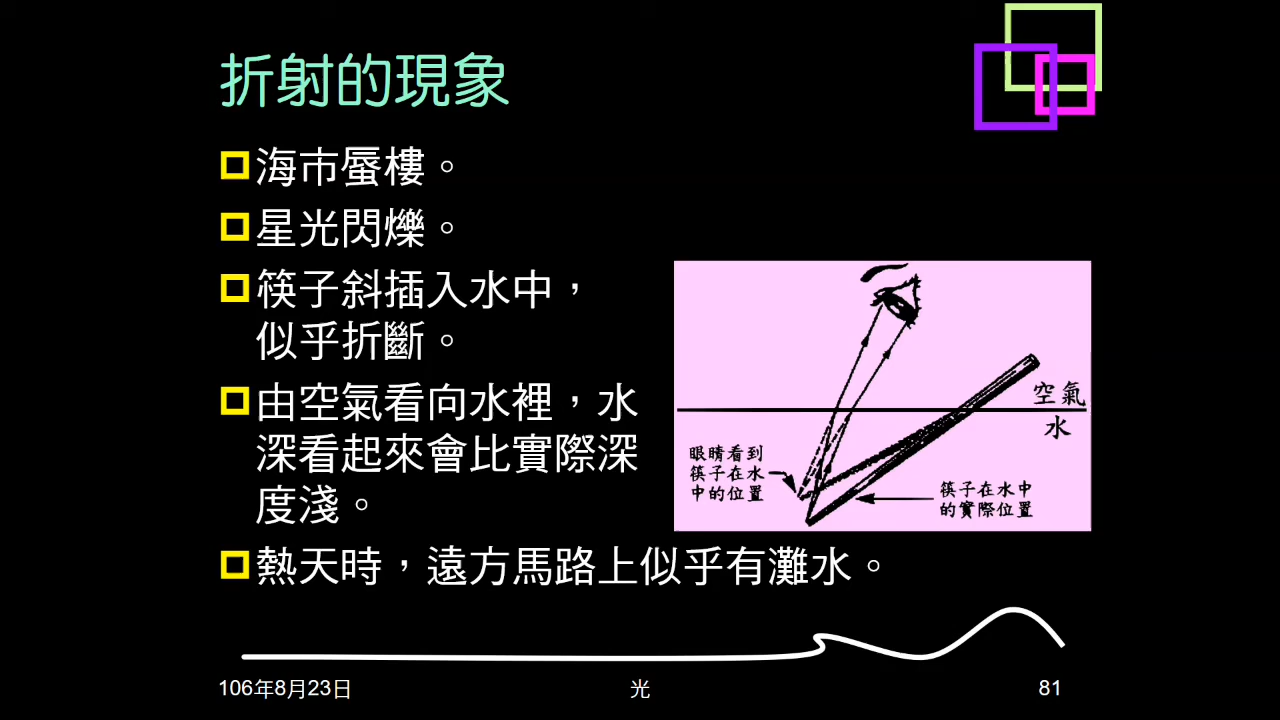 折射的現象
海市蜃樓。
星光閃爍。
筷子斜插入水中，
似乎折斷。
由空氣看向水裡，水
深看起來會比實際深
度淺。
熱天時，遠方馬路上似乎有灘水。
空氣
水
眼睛看到
筷子在水
中的位置
筷子在水中
的實際位置
106年8月23日
光
81